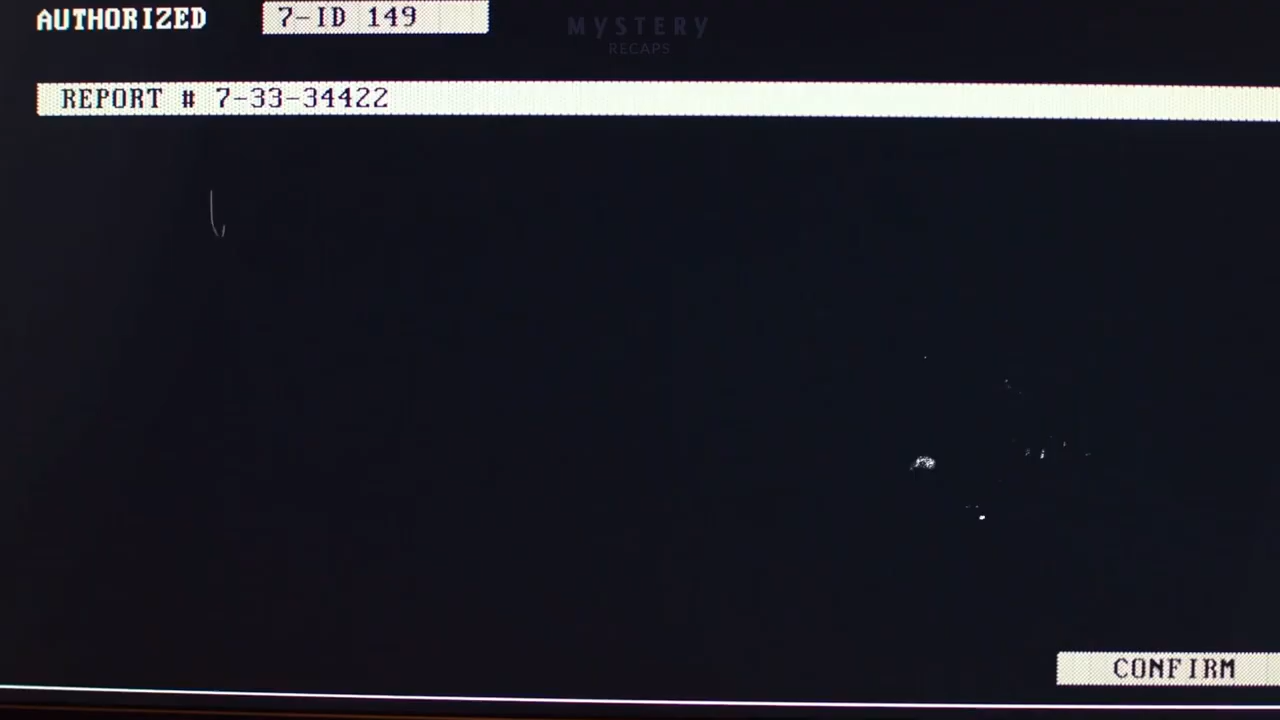 AUTHORIZED 7-ID 149
MYSTERY
RECAPS
REPORT # 7-33-34422
CONFIRM